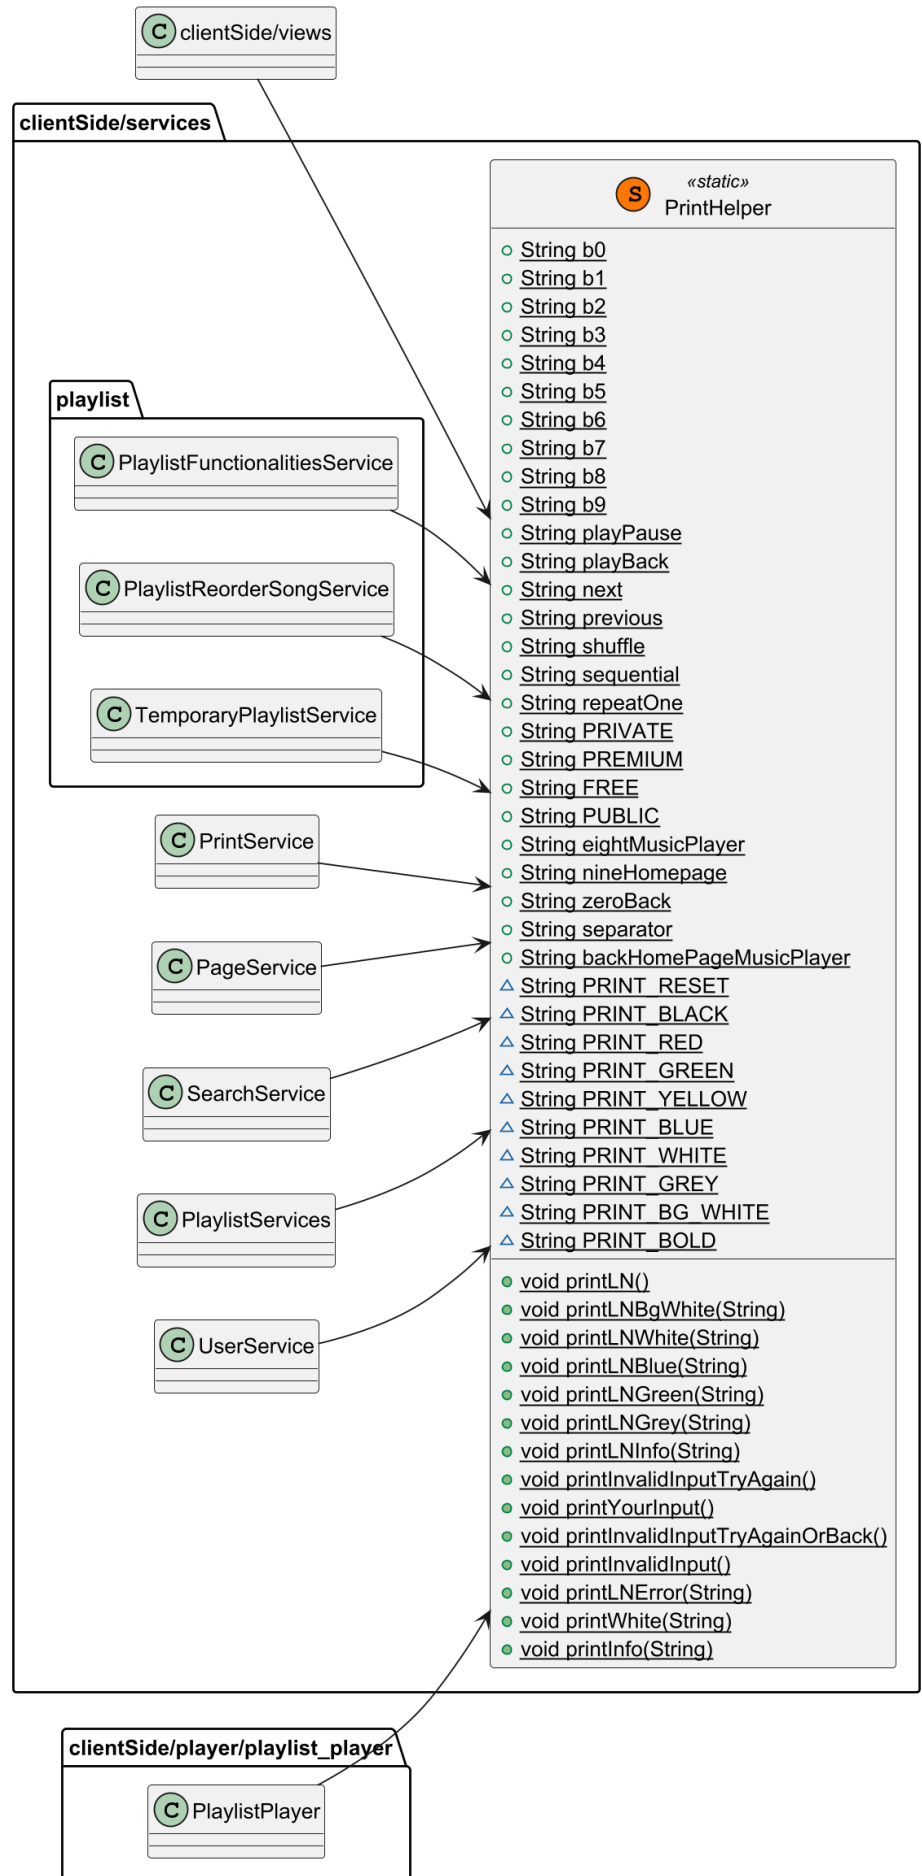 C clientSide/views
clientSide/services
«static»
S PrintHelper
String b0
String b1
String b2
String b3
String b4
String b5
String b6
String b7
String b8
String b9
String playPause
String playBack
String next
String previous
String shuffle
String sequential
String repeatOne
String PRIVATE
String PREMIUM
String FREE
String PUBLIC
String eightMusicPlayer
String nineHomepage
String zeroBack
String separator
String backHomePageMusicPlayer
String PRINT_RESET
String PRINT_BLACK
String PRINT_RED
String PRINT_GREEN
String PRINT_YELLOW
String PRINT_BLUE
String PRINT_WHITE
String PRINT_GREY
String PRINT_BG_WHITE
String PRINT_BOLD
void printLN()
void printLNBgWhite(String)
void printLNWhite(String)
void printLNBlue(String)
void printLNGreen(String)
void printLNGrey(String)
void printLNInfo(String)
void printInvalidInputTryAgain()
void printYourInput()
void printInvalidInputTryAgainOrBack()
void printInvalidInput()
void printLNError(String)
void printWhite(String)
void printInfo(String)
playlist
C PlaylistFunctionalitiesService
C PlaylistReorderSongService
C TemporaryPlaylistService
C PrintService
C PageService
C SearchService
C PlaylistServices
C UserService
clientSide/player/playlist_player
C PlaylistPlayer